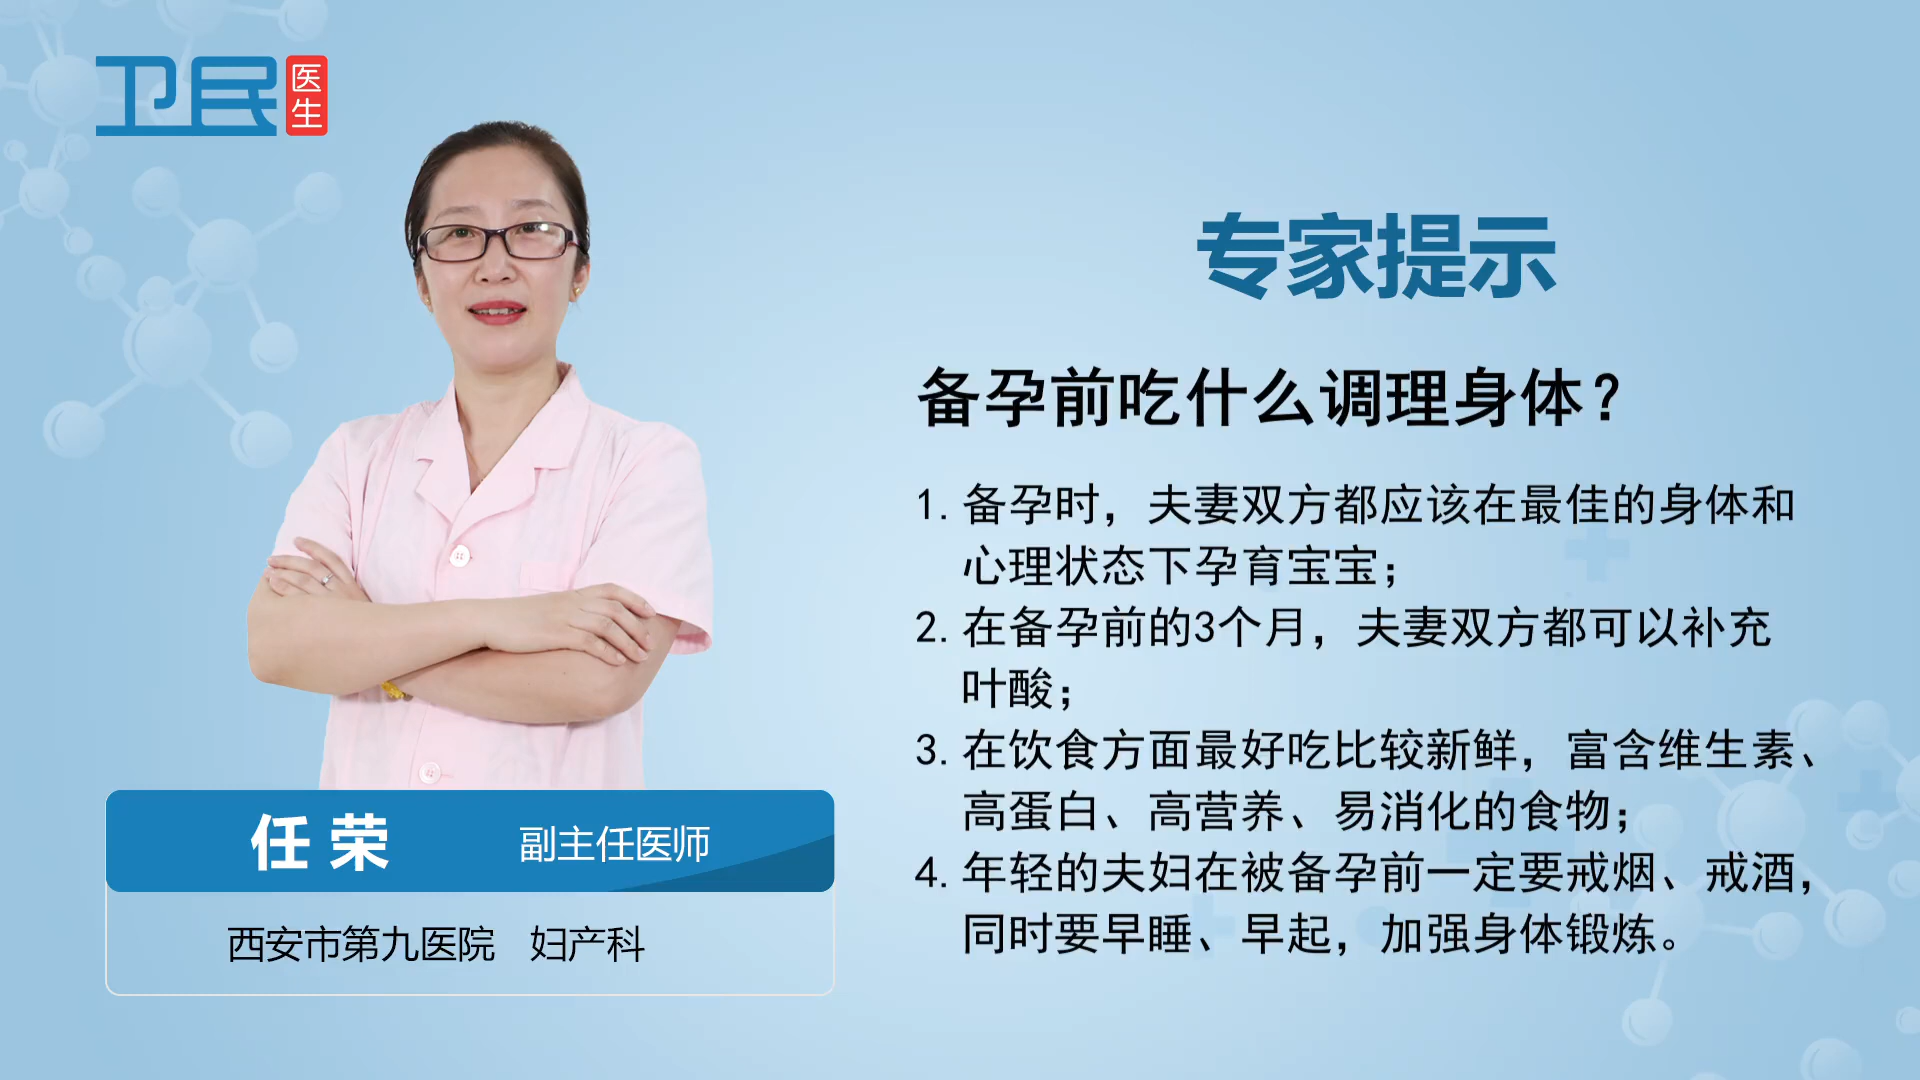 卫民医生
专家提示
备孕前吃什么调理身体？
1. 备孕时，夫妻双方都应该在最佳的身体和
心理状态下孕育宝宝；
2. 在备孕前的3个月，夫妻双方都可以补充
叶酸；
3. 在饮食方面最好吃比较新鲜，富含维生素、
高蛋白、高营养、易消化的食物；
4. 年轻的夫妇在被备孕前一定要戒烟、戒酒，
同时要早睡、早起，加强身体锻炼。
任荣 副主任医师
西安市第九医院 妇产科